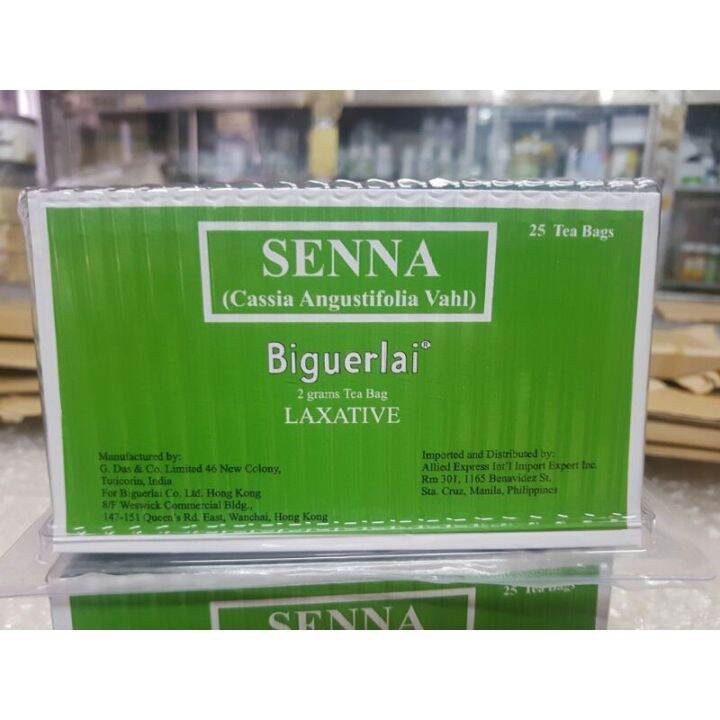 25 Tea Bags
SENNA
(Cassia Angustifolia Vahl)
Biguerlai®
2 grams Tea Bag
LAXATIVE
Manufactured by:
G. Das & Co. Limited 46 New Colony,
Tuticorin, India
For Biguerlai Co. Ltd. Hong Kong
8/F Weswick Commercial Bldg.,
147-151 Queen's Rd. East, Wanchai, Hong Kong
Imported and Distributed by:
Allied Express Int'l Import Export Inc.
Rm 301, 1165 Benavidez St.
Sta. Cruz, Manila, Philippines
25 Tea Bags
SENNA